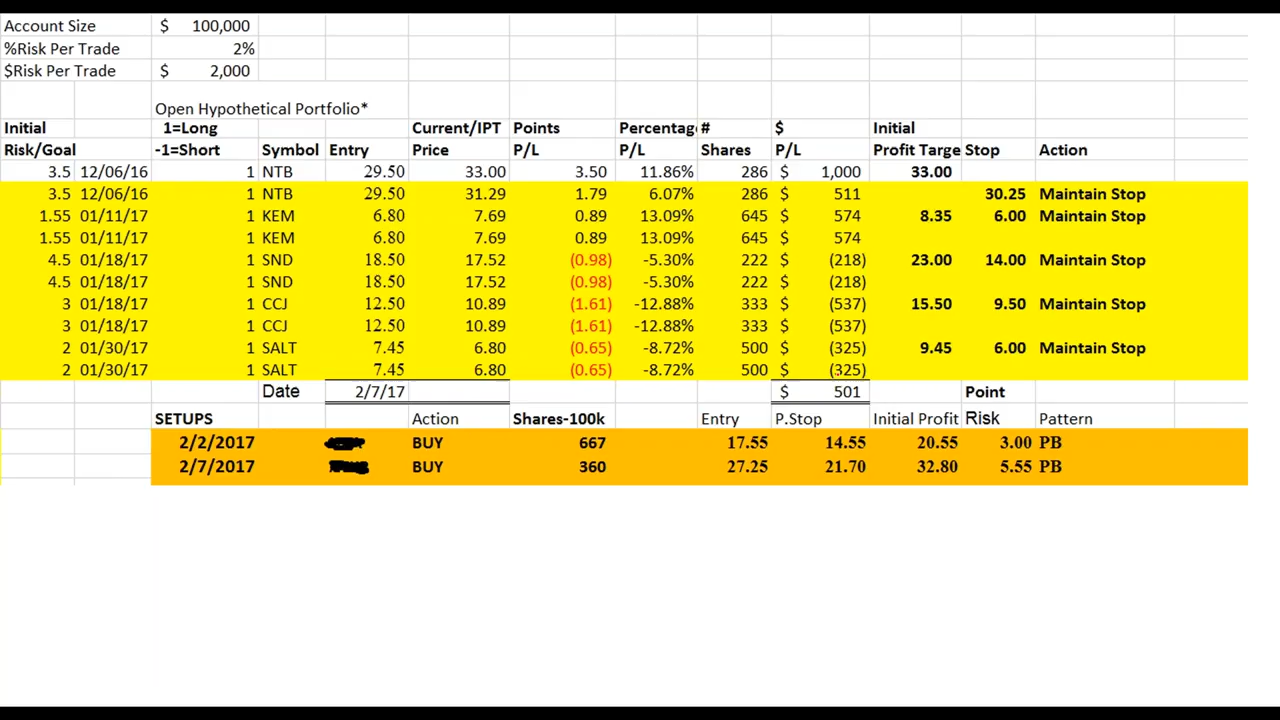 Account Size $ 100,000
%Risk Per Trade 2%
$Risk Per Trade $ 2,000
Open Hypothetical Portfolio*
Initial 1=Long Current/IPT Points Percentag # $ Initial
Risk/Goal -1=Short Symbol Entry Price P/L P/L Shares P/L Profit Targe Stop Action
3.5 12/06/16 1 NTB 29.50 33.00 3.50 11.86% 286 $ 1,000 33.00
3.5 12/06/16 1 NTB 29.50 31.29 1.79 6.07% 286 $ 511 30.25 Maintain Stop
1.55 01/11/17 1 KEM 6.80 7.69 0.89 13.09% 645 $ 574 8.35 6.00 Maintain Stop
1.55 01/11/17 1 KEM 6.80 7.69 0.89 13.09% 645 $ 574
4.5 01/18/17 1 SND 18.50 17.52 (0.98) -5.30% 222 $ (218) 23.00 14.00 Maintain Stop
4.5 01/18/17 1 SND 18.50 17.52 (0.98) -5.30% 222 $ (218)
3 01/18/17 1 CCJ 12.50 10.89 (1.61) -12.88% 333 $ (537) 15.50 9.50 Maintain Stop
3 01/18/17 1 CCJ 12.50 10.89 (1.61) -12.88% 333 $ (537)
2 01/30/17 1 SALT 7.45 6.80 (0.65) -8.72% 500 $ (325) 9.45 6.00 Maintain Stop
2 01/30/17 1 SALT 7.45 6.80 (0.65) -8.72% 500 $ (325)
Date 2/7/17 $ 501 Point
SETUPS Action Shares-100k Entry P.Stop Initial Profit Risk Pattern
2/2/2017 BUY 667 17.55 14.55 20.55 3.00 PB
2/7/2017 BUY 360 27.25 21.70 32.80 5.55 PB